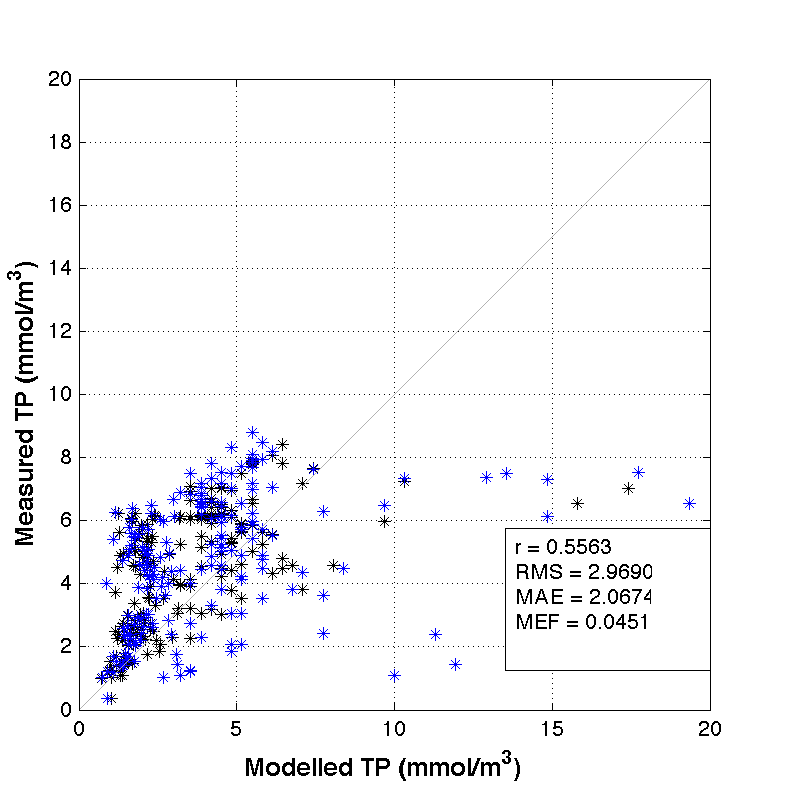 20
18
16
14
12
10
8
6
4
2
0
Measured TP (mmol/m³)
r = 0.5563
RMS = 2.9690
MAE = 2.0674
MEF = 0.0451
0 5 10 15 20
Modelled TP (mmol/m³)